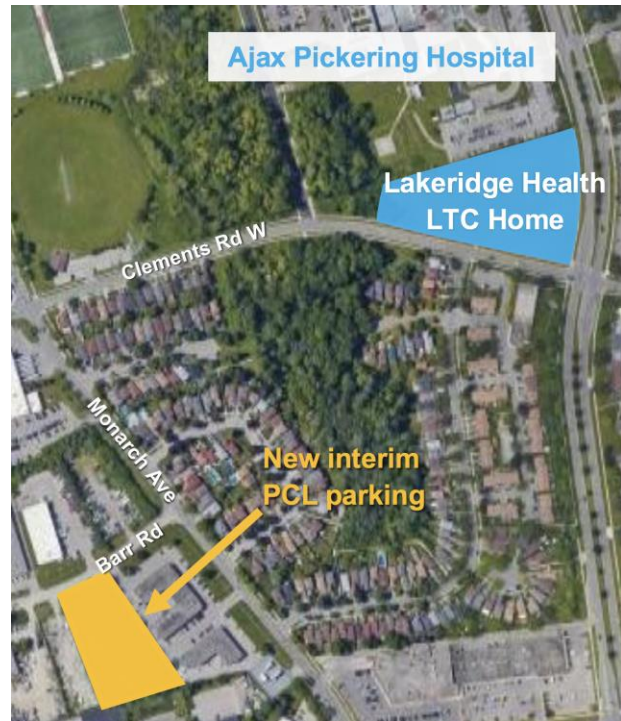 Ajax Pickering Hospital
Lakeridge Health
LTC Home
Clements Rd W
Monarch Ave
New interim
PCL parking
Barr Rd